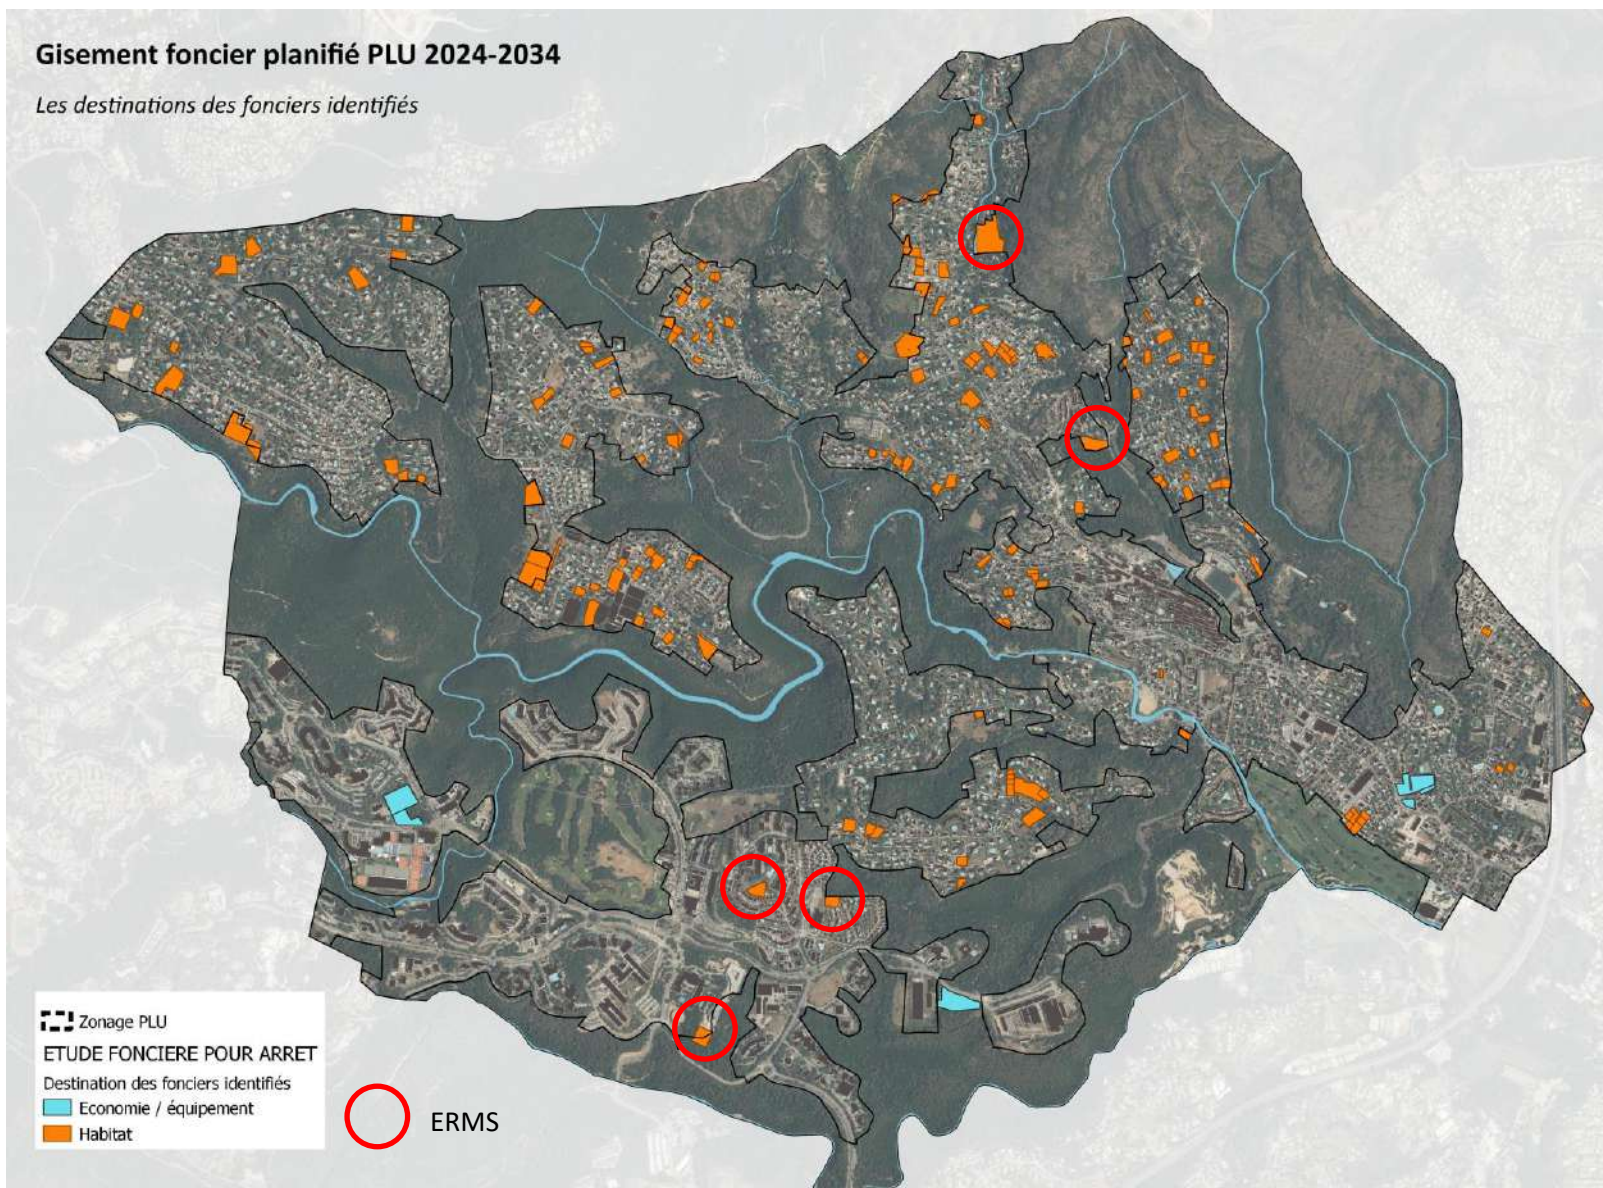 Gisement foncier planifié PLU 2024-2034
Les destinations des fonciers identifiés
Zonage PLU
ETUDE FONCIERE POUR ARRET
Destination des fonciers identifiés
Economie / équipement
Habitat
ERMS